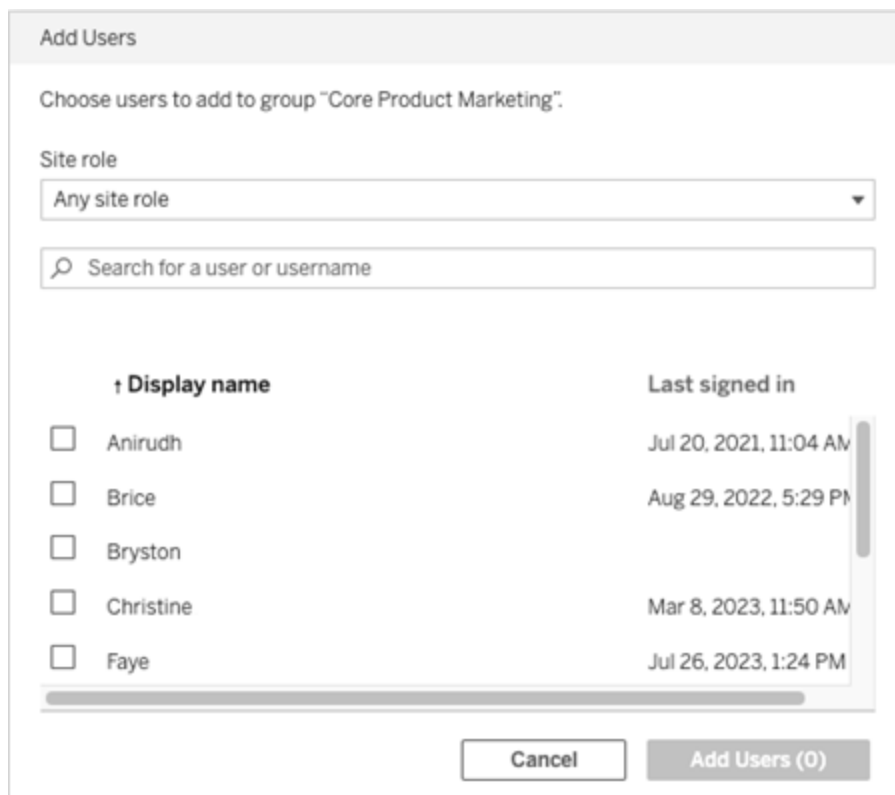 Add Users
Choose users to add to group “Core Product Marketing”.
Site role
Any site role
Search for a user or username
↑ Display name Last signed in
Anirudh Jul 20, 2021, 11:04 AM
Brice Aug 29, 2022, 5:29 PM
Bryston
Christine Mar 8, 2023, 11:50 AM
Faye Jul 26, 2023, 1:24 PM
Cancel Add Users (0)